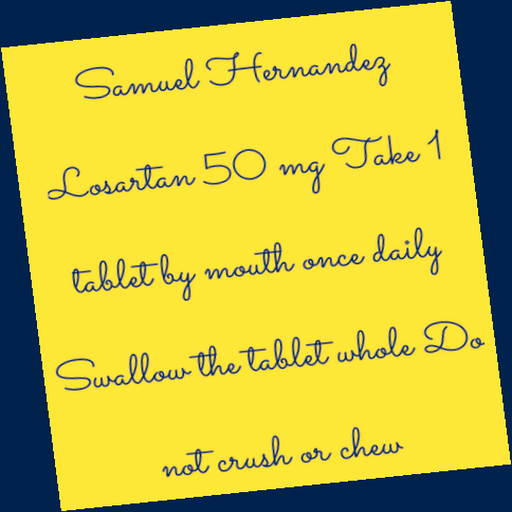 Samuel Hernandez
Losartan 50 mg Take 1
tablet by mouth once daily
Swallow the tablet whole Do
not crush or chew